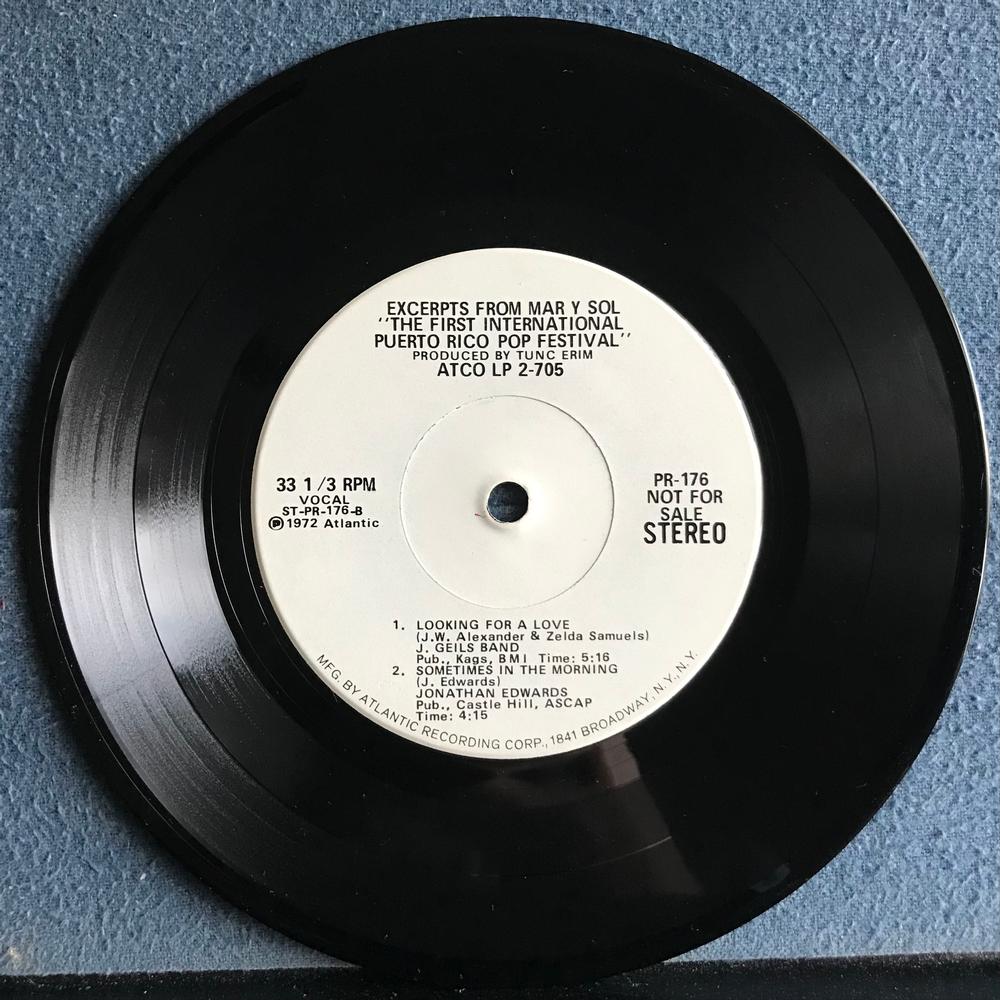 EXCERPTS FROM MAR Y SOL
''THE FIRST INTERNATIONAL
PUERTO RICO POP FESTIVAL''
PRODUCED BY TUNC ERIM
ATCO LP 2-705
33 1/3 RPM
VOCAL
ST-PR-176-B
℗ 1972 Atlantic
PR-176
NOT FOR
SALE
STEREO
1. LOOKING FOR A LOVE
(J.W. Alexander & Zelda Samuels)
J. GEILS BAND
Pub., Kags, BMI Time: 5:16
2. SOMETIMES IN THE MORNING
(J. Edwards)
JONATHAN EDWARDS
Pub., Castle Hill, ASCAP
Time: 4:15
MFG. BY ATLANTIC RECORDING CORP., 1841 BROADWAY, N.Y., N.Y.